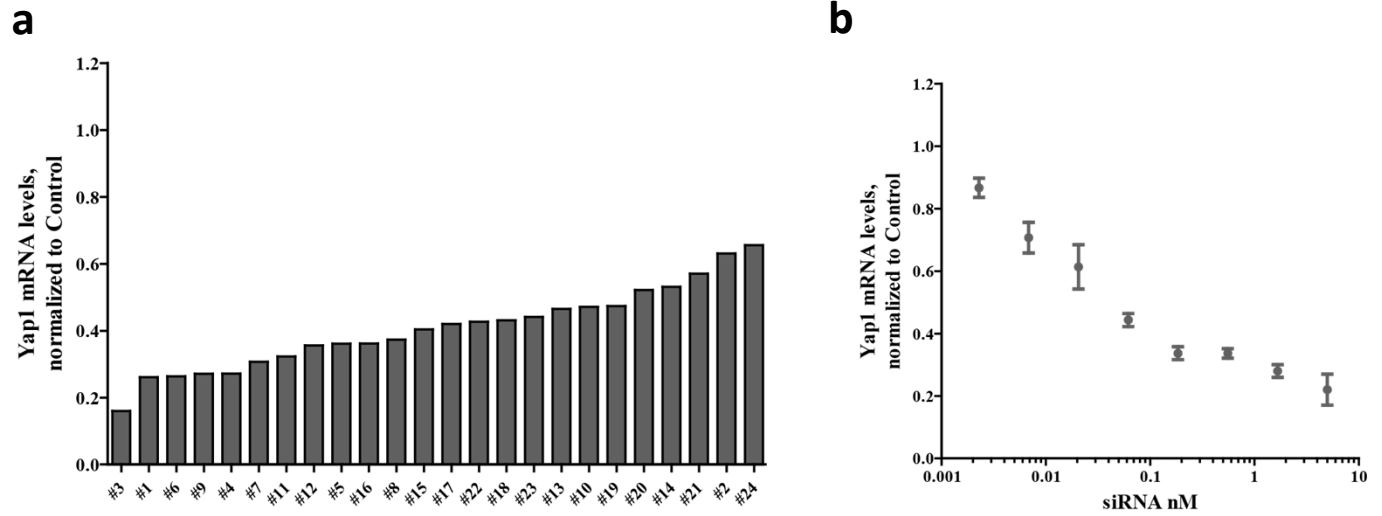 a
Yap1 mRNA levels,
normalized to Control
1.2
1.0
0.8
0.6
0.4
0.2
0.0
#3 #1 #6 #9 #4 #7 #11 #12 #5 #16 #8 #15 #17 #22 #18 #23 #13 #10 #19 #20 #14 #21 #2 #24
b
Yap1 mRNA levels,
normalized to Control
1.2
1.0
0.8
0.6
0.4
0.2
0.0
0.001 0.01 0.1 1 10
siRNA nM